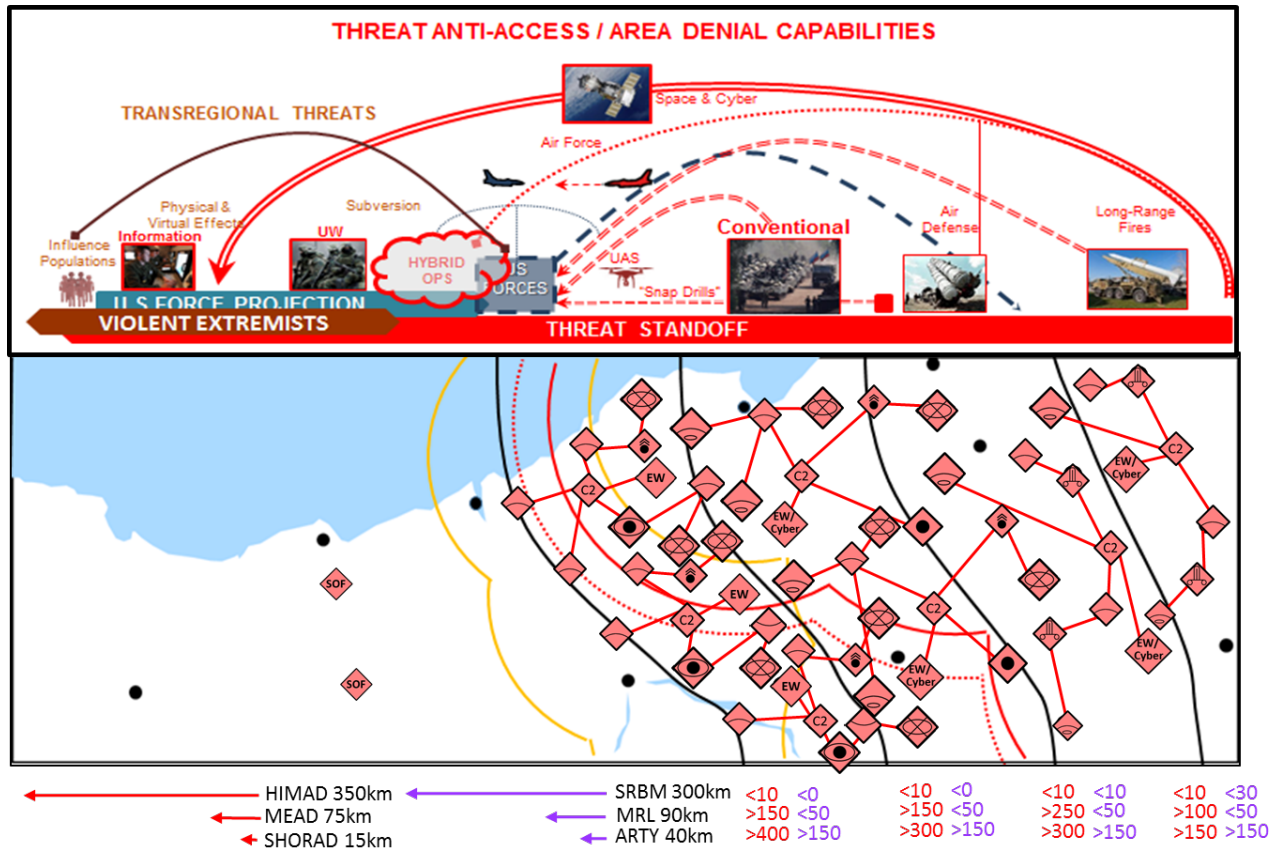 THREAT ANTI-ACCESS / AREA DENIAL CAPABILITIES
Space & Cyber
TRANSREGIONAL THREATS
Air Force
Physical &
Virtual Effects
Subversion
Influence
Populations
Information
UW
HYBRID
OPS
US
FORCES
UAS
"Snap Drills"
Conventional
Air
Defense
Long-Range
Fires
U.S FORCE PROJECTION
VIOLENT EXTREMISTS
THREAT STANDOFF
C2
EW/
Cyber
EW
C2
C2
EW/
Cyber
C2
SOF
EW
C2
C2
EW/
Cyber
EW/
Cyber
SOF
EW
C2
HIMAD 350km
MEAD 75km
SHORAD 15km
SRBM 300km
MRL 90km
ARTY 40km
<10 <0
>150 <50
>400 >150
<10 <0
>150 <50
>300 >150
<10 <10
>250 <50
>300 >150
<10 <30
>100 <50
>150 >150